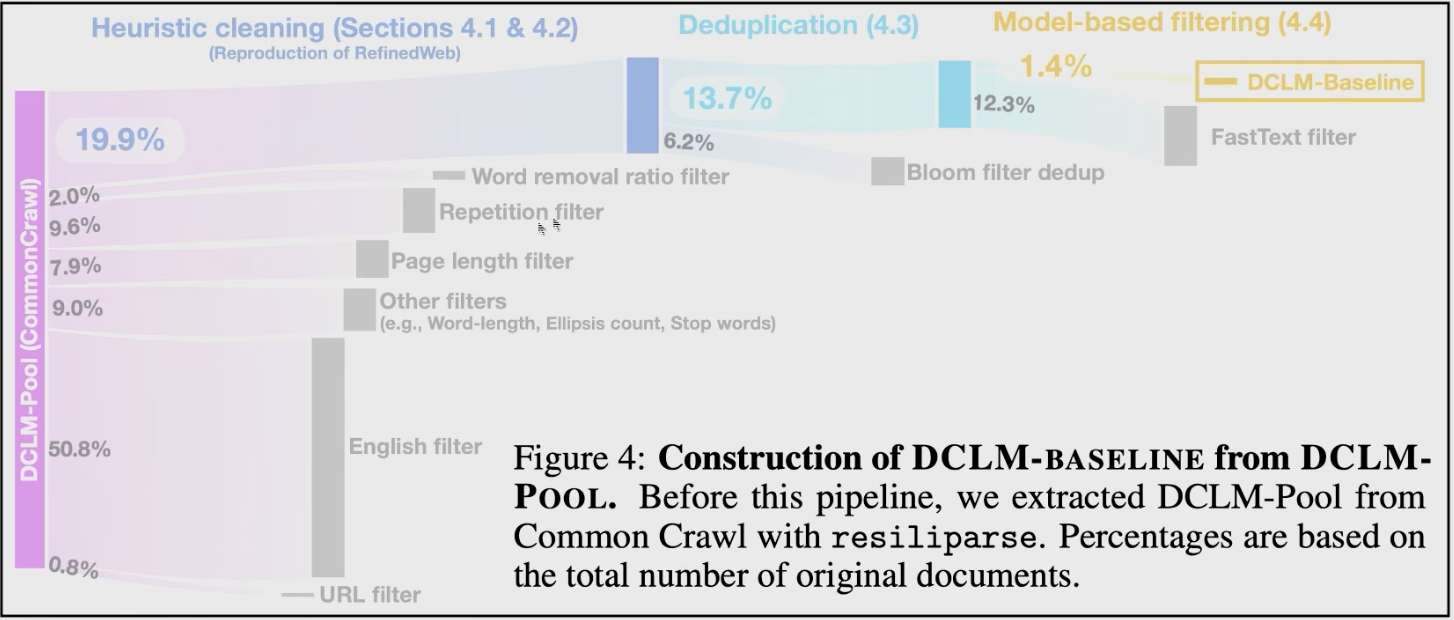 Heuristic cleaning (Sections 4.1 & 4.2)
(Reproduction of RefinedWeb)
Deduplication (4.3)
Model-based filtering (4.4)
DCLM-Pool (CommonCrawl)
19.9%
2.0%
9.6%
7.9%
9.0%
50.8%
0.8%
13.7%
6.2%
1.4%
12.3%
DCLM-Baseline
FastText filter
Bloom filter dedup
Word removal ratio filter
Repetition filter
Page length filter
Other filters
(e.g., Word-length, Ellipsis count, Stop words)
English filter
URL filter
Figure 4: Construction of DCLM-BASELINE from DCLM-
POOL. Before this pipeline, we extracted DCLM-Pool from
Common Crawl with resiliparse. Percentages are based on
the total number of original documents.